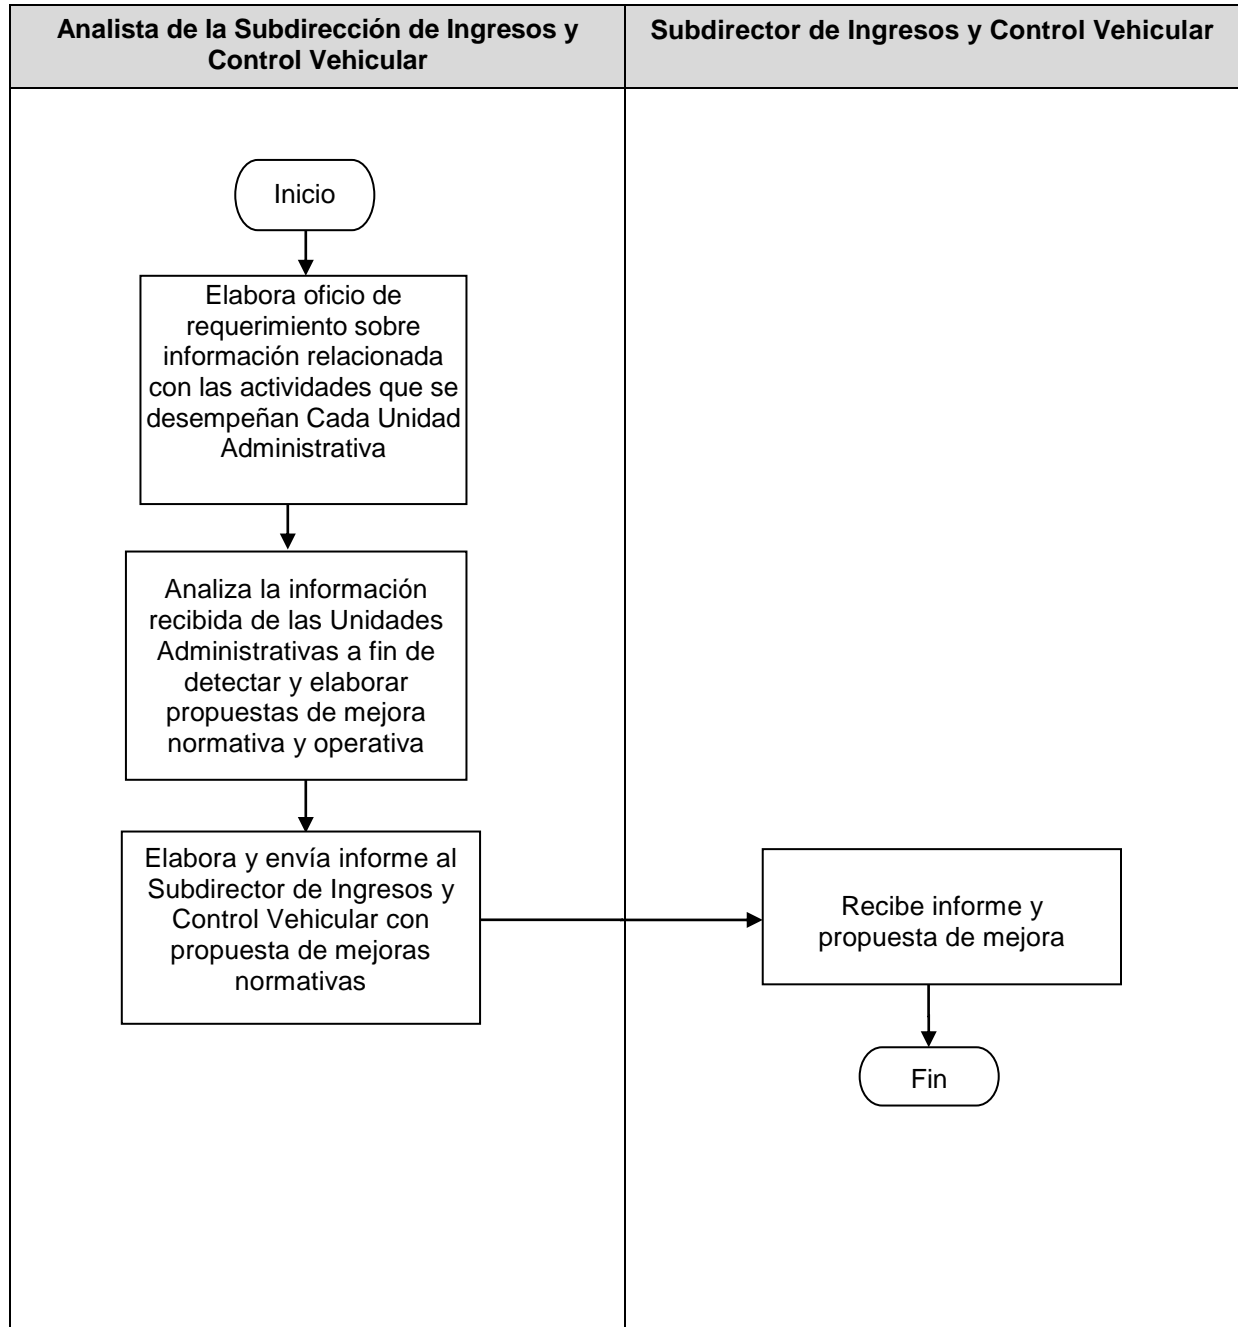 Analista de la Subdirección de Ingresos y
Control Vehicular
Subdirector de Ingresos y Control Vehicular
Inicio
Elabora oficio de
requerimiento sobre
información relacionada
con las actividades que se
desempeñan Cada Unidad
Administrativa
Analiza la información
recibida de las Unidades
Administrativas a fin de
detectar y elaborar
propuestas de mejora
normativa y operativa
Elabora y envía informe al
Subdirector de Ingresos y
Control Vehicular con
propuesta de mejoras
normativas
Recibe informe y
propuesta de mejora
Fin